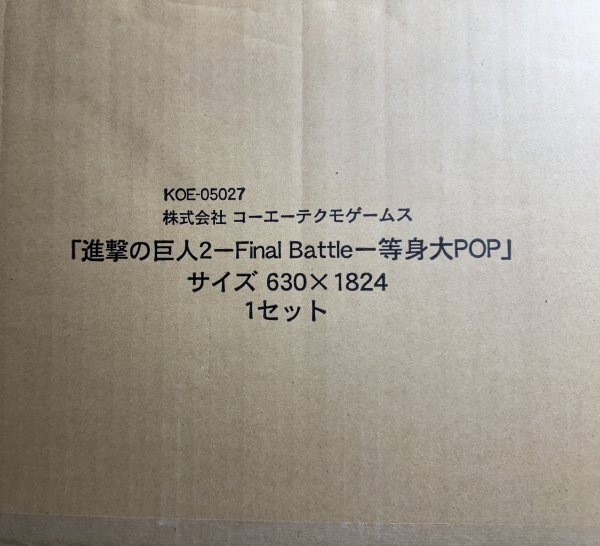 KOE-05027
株式会社 コーエーテクモゲームス
「進撃の巨人2ーFinal Battleー等身大POP」
サイズ 630×1824
1セット